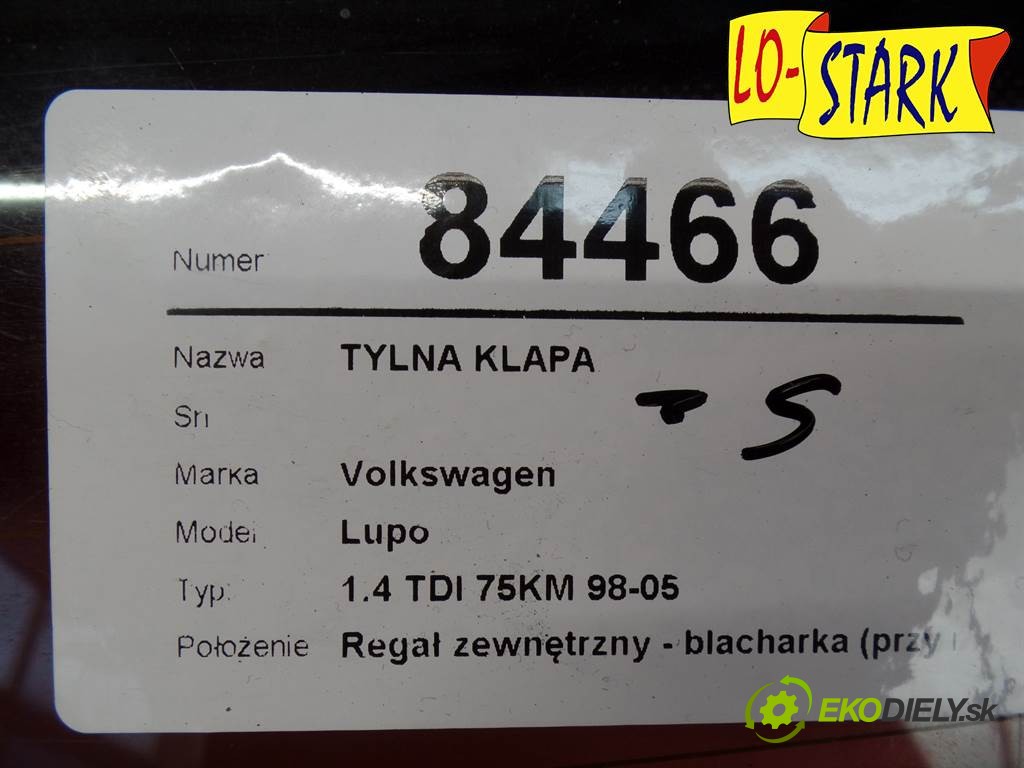 LO-STARK
Numer 84466
Nazwa TYLNA KLAPA
Sn
Marka Volkswagen
Model Lupo
Typ: 1.4 TDI 75KM 98-05
Położenie Regał zewnętrzny - blacharka (przy
EKODIELY.sk